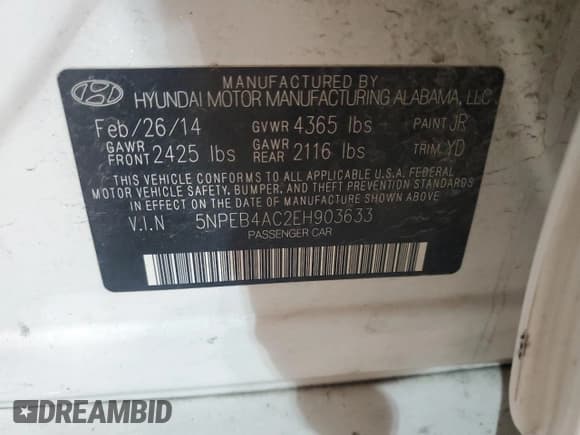 MANUFACTURED BY
HYUNDAI MOTOR MANUFACTURING ALABAMA, LLC
Feb/26/14 GVWR 4365 lbs PAINT JR
GAWR FRONT 2425 lbs GAWR REAR 2116 lbs TRIM YD
THIS VEHICLE CONFORMS TO ALL APPLICABLE U.S.A. FEDERAL
MOTOR VEHICLE SAFETY, BUMPER, AND THEFT PREVENTION STANDARDS
IN EFFECT ON THE DATE OF MANUFACTURE SHOWN ABOVE.
V.I.N 5NPEB4AC2EH903633
PASSENGER CAR
DREAMBID